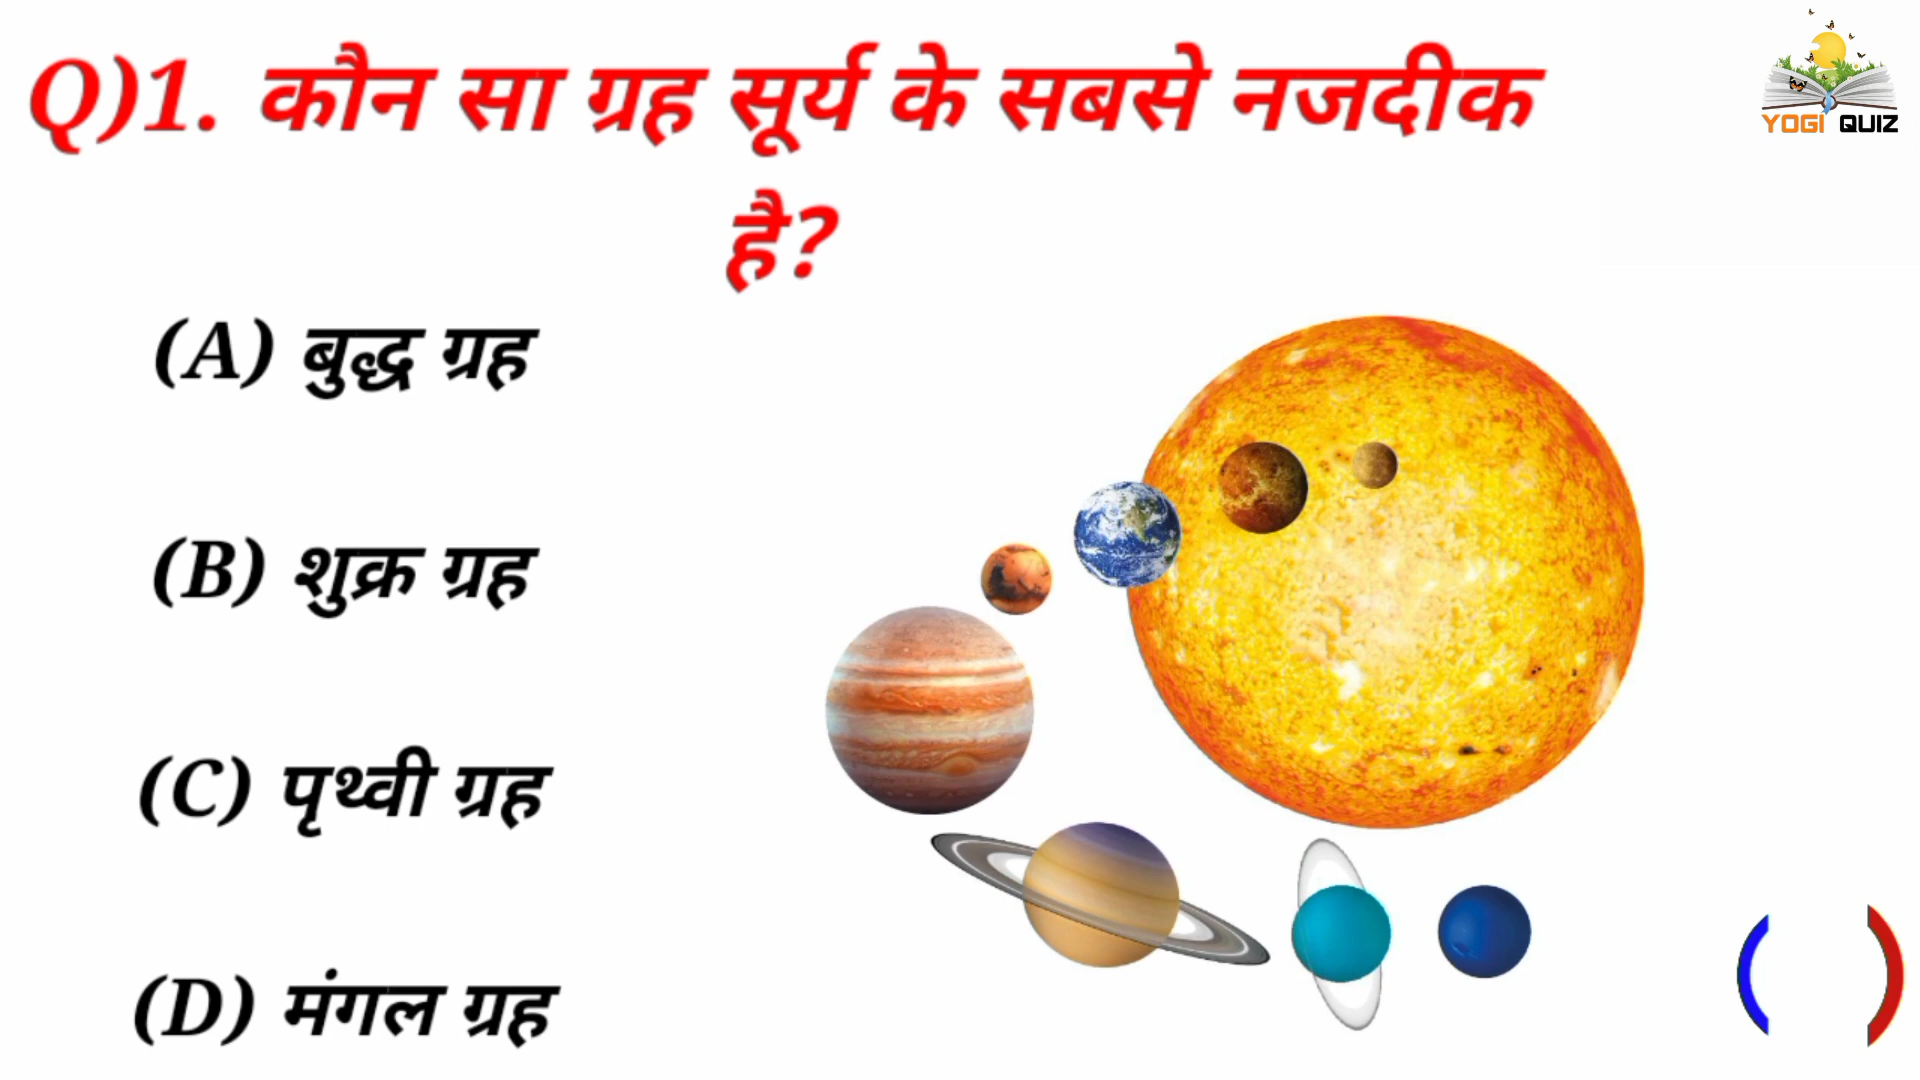 Q)1. कौन सा ग्रह सूर्य के सबसे नजदीक
है?
YOGI QUIZ
(A) बुद्ध ग्रह
(B) शुक्र ग्रह
(C) पृथ्वी ग्रह
(D) मंगल ग्रह